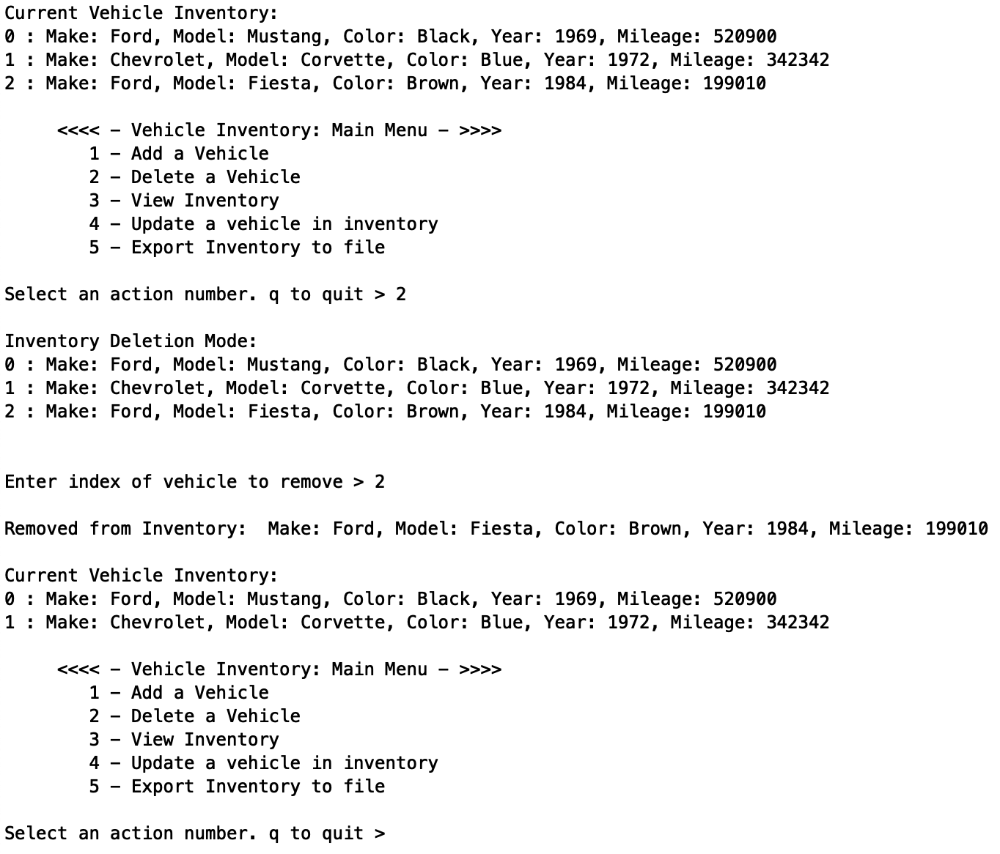 Current Vehicle Inventory:
0 : Make: Ford, Model: Mustang, Color: Black, Year: 1969, Mileage: 520900
1 : Make: Chevrolet, Model: Corvette, Color: Blue, Year: 1972, Mileage: 342342
2 : Make: Ford, Model: Fiesta, Color: Brown, Year: 1984, Mileage: 199010
<<<< – Vehicle Inventory: Main Menu – >>>>
1 – Add a Vehicle
2 – Delete a Vehicle
3 – View Inventory
4 – Update a vehicle in inventory
5 – Export Inventory to file
Select an action number. q to quit > 2
Inventory Deletion Mode:
0 : Make: Ford, Model: Mustang, Color: Black, Year: 1969, Mileage: 520900
1 : Make: Chevrolet, Model: Corvette, Color: Blue, Year: 1972, Mileage: 342342
2 : Make: Ford, Model: Fiesta, Color: Brown, Year: 1984, Mileage: 199010
Enter index of vehicle to remove > 2
Removed from Inventory:  Make: Ford, Model: Fiesta, Color: Brown, Year: 1984, Mileage: 199010
Current Vehicle Inventory:
0 : Make: Ford, Model: Mustang, Color: Black, Year: 1969, Mileage: 520900
1 : Make: Chevrolet, Model: Corvette, Color: Blue, Year: 1972, Mileage: 342342
<<<< – Vehicle Inventory: Main Menu – >>>>
1 – Add a Vehicle
2 – Delete a Vehicle
3 – View Inventory
4 – Update a vehicle in inventory
5 – Export Inventory to file
Select an action number. q to quit >